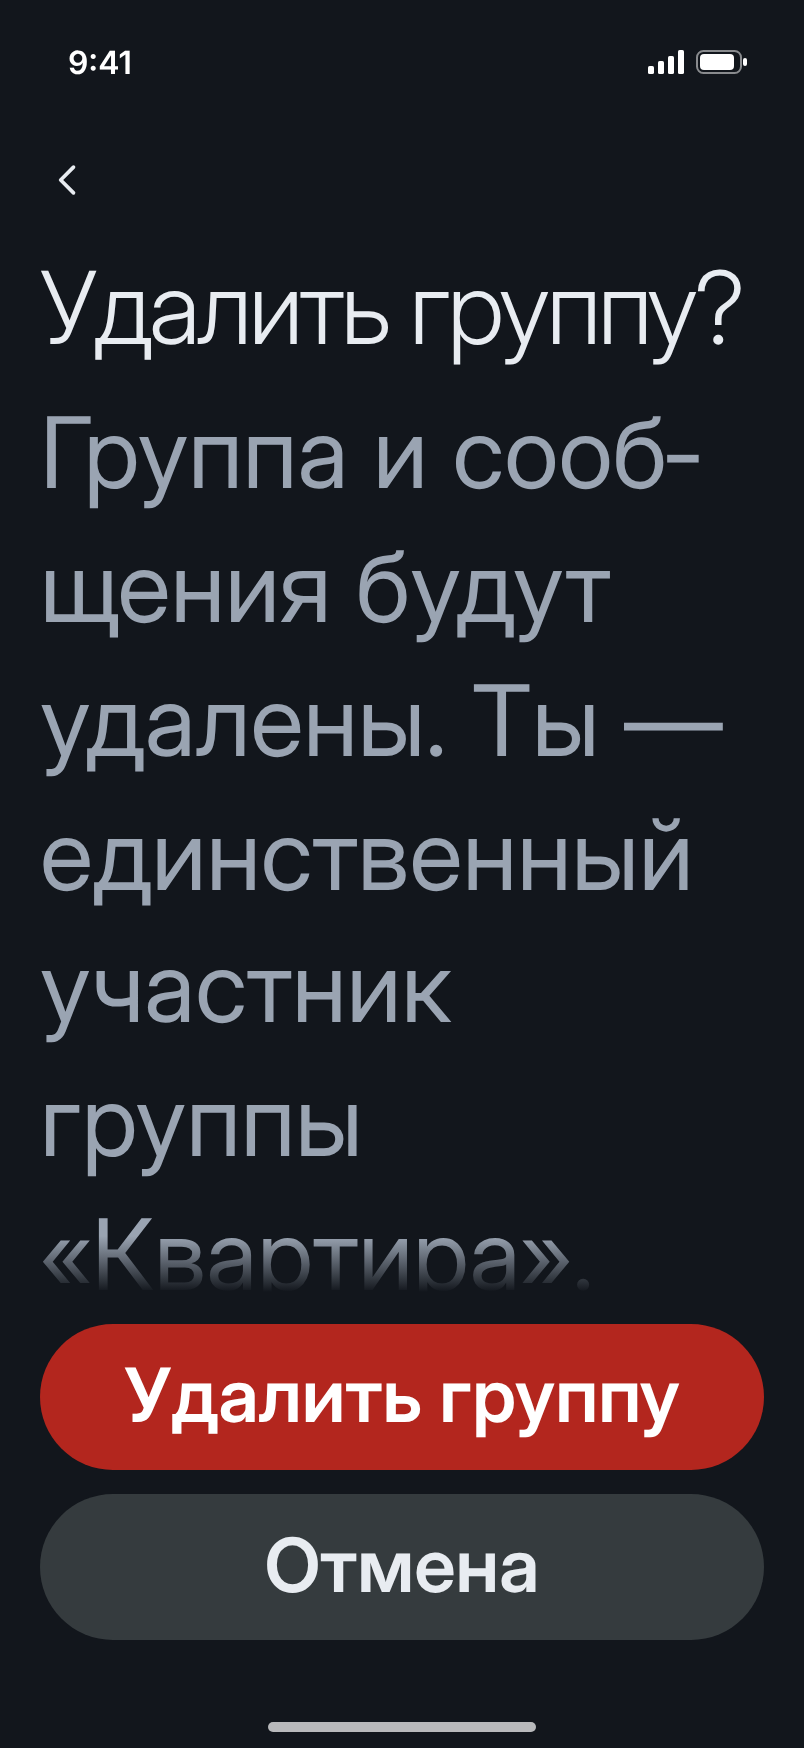 9:41
Удалить группу?
Группа и сооб-
щения будут
удалены. Ты —
единственный
участник
группы
«Квартира».
Удалить группу
Отмена